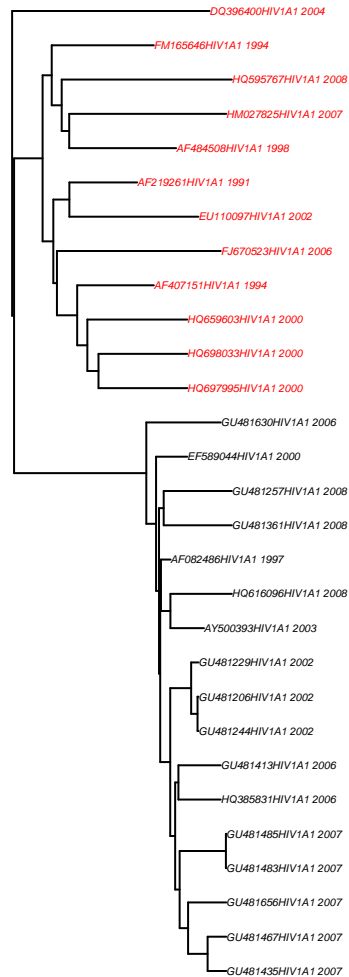 DQ396400HIV1A1 2004
FM165646HIV1A1 1994
HQ595767HIV1A1 2008
HM027825HIV1A1 2007
AF484508HIV1A1 1998
AF219261HIV1A1 1991
EU110097HIV1A1 2002
FJ670523HIV1A1 2006
AF407151HIV1A1 1994
HQ659603HIV1A1 2000
HQ698033HIV1A1 2000
HQ697995HIV1A1 2000
GU481630HIV1A1 2006
EF589044HIV1A1 2000
GU481257HIV1A1 2008
GU481361HIV1A1 2008
AF082486HIV1A1 1997
HQ616096HIV1A1 2008
AY500393HIV1A1 2003
GU481229HIV1A1 2002
GU481206HIV1A1 2002
GU481244HIV1A1 2002
GU481413HIV1A1 2006
HQ385831HIV1A1 2006
GU481485HIV1A1 2007
GU481483HIV1A1 2007
GU481656HIV1A1 2007
GU481467HIV1A1 2007
GU481435HIV1A1 2007